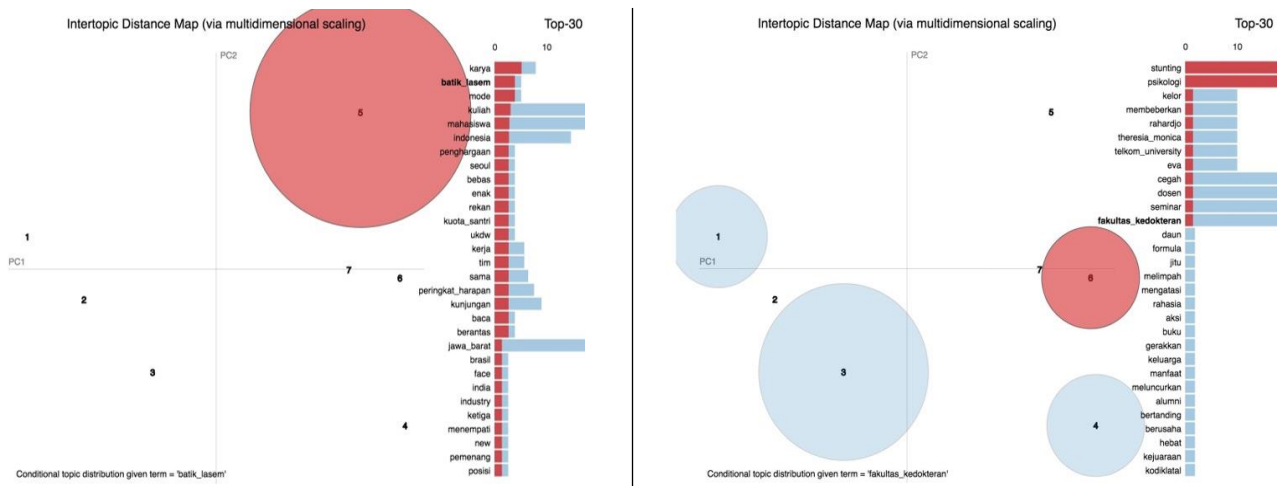 Intertopic Distance Map (via multidimensional scaling)
Top-30
PC2
PC1
5
1
7
6
2
3
4
0
10
karya
batik_lasem
mode
kuliah
mahasiswa
indonesia
penghargaan
seoul
bebas
enak
rekan
kuota_santri
ukdw
kerja
tim
sama
peringkat_harapan
kunjungan
baca
berantas
jawa_barat
brasil
face
india
industry
ketiga
menempati
new
pemenang
posisi
Conditional topic distribution given term = 'batik_lasem'
Intertopic Distance Map (via multidimensional scaling)
Top-30
PC2
PC1
5
1
7
6
2
3
4
0
10
stunting
psikologi
kelor
membeberkan
rahardjo
theresia_monica
telkom_university
eva
cegah
dosen
seminar
fakultas_kedokteran
daun
formula
jitu
melimpah
mengatasi
rahasia
aksi
buku
gerakkan
keluarga
manfaat
meluncurkan
alumni
bertanding
berusaha
hebat
kejuaraan
kodiklatal
Conditional topic distribution given term = 'fakultas_kedokteran'